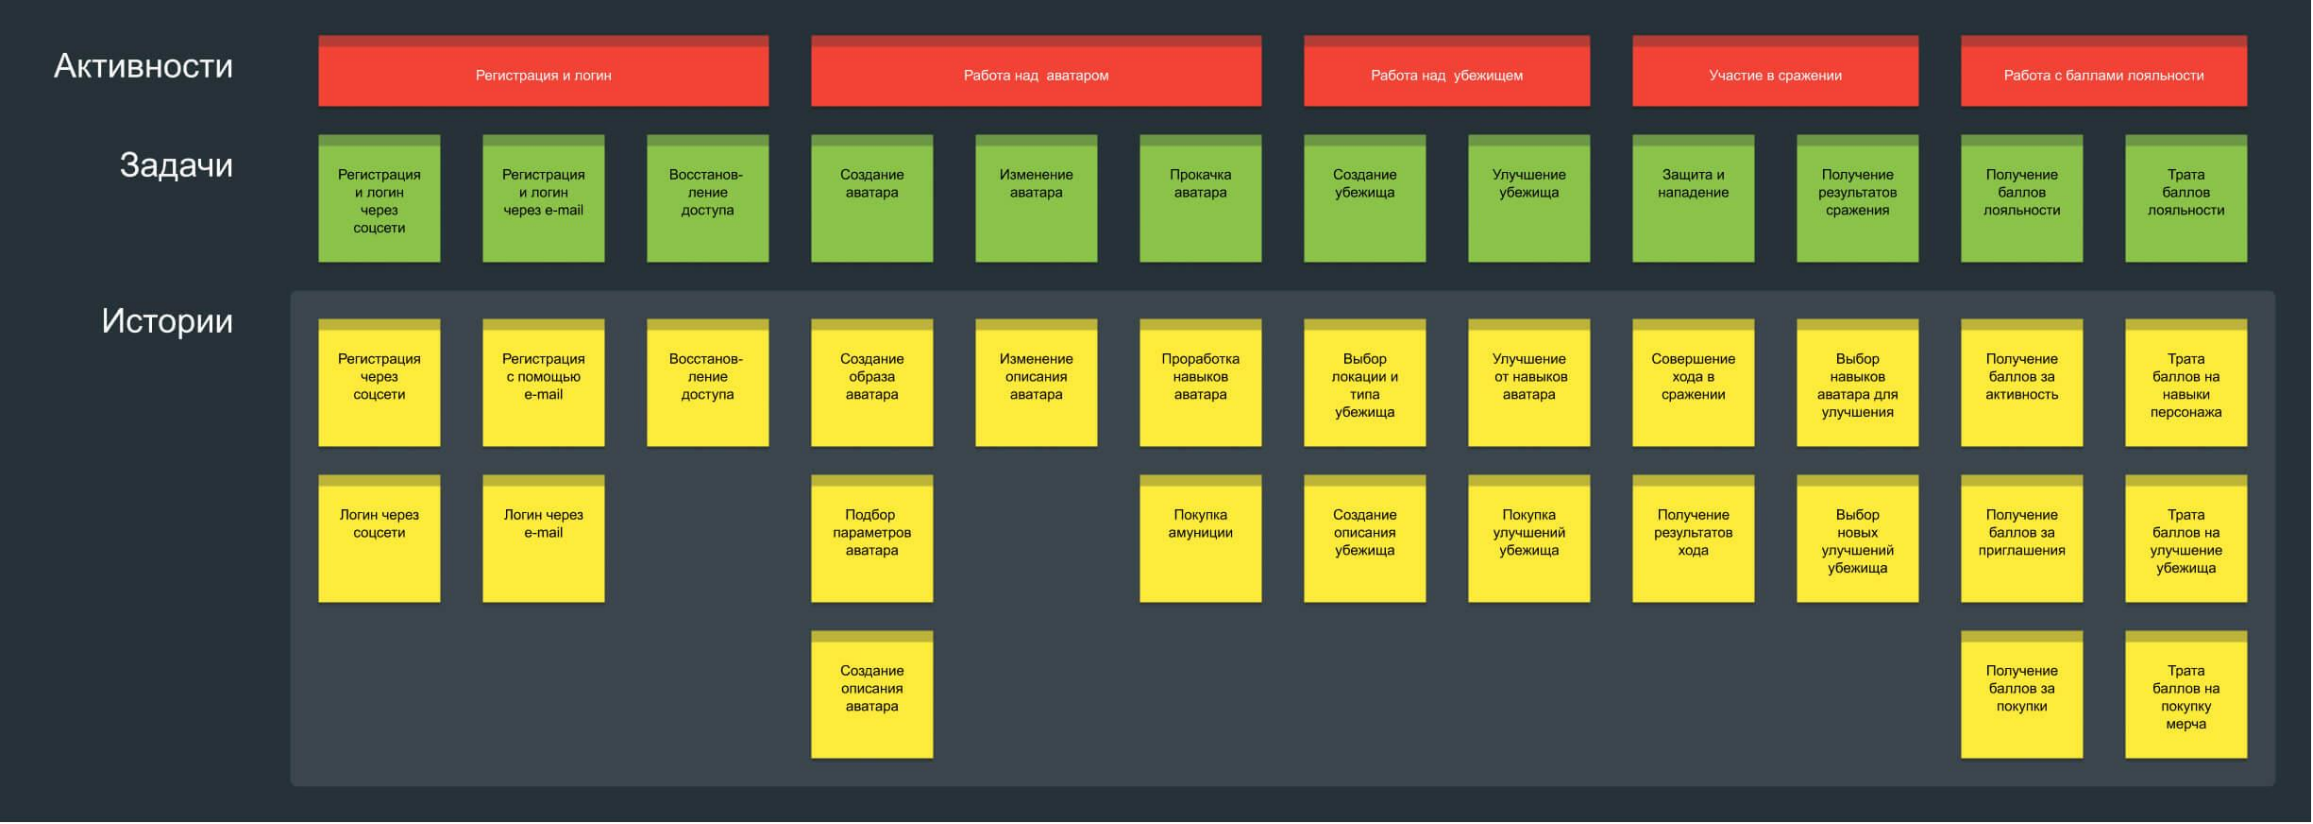 Активности
Регистрация и логин
Работа над аватаром
Работа над убежищем
Участие в сражении
Работа с баллами лояльности
Задачи
Регистрация
и логин
через
соцсети
Регистрация
и логин
через e-mail
Восстанов-
ление
доступа
Создание
аватара
Изменение
аватара
Прокачка
аватара
Создание
убежища
Улучшение
убежища
Защита и
нападение
Получение
результатов
сражения
Получение
баллов
лояльности
Трата
баллов
лояльности
Истории
Регистрация
через
соцсети
Регистрация
с помощью
e-mail
Восстанов-
ление
доступа
Создание
образа
аватара
Изменение
описания
аватара
Проработка
навыков
аватара
Выбор
локации и
типа
убежища
Улучшение
от навыков
аватара
Совершение
хода в
сражении
Выбор
навыков
аватара для
улучшения
Получение
баллов за
активность
Трата
баллов на
навыки
персонажа
Логин через
соцсети
Логин через
e-mail
Подбор
параметров
аватара
Покупка
амуниции
Создание
описания
убежища
Покупка
улучшений
убежища
Получение
результатов
хода
Выбор
новых
улучшений
убежища
Получение
баллов за
приглашения
Трата
баллов на
улучшение
убежища
Создание
описания
аватара
Получение
баллов за
покупки
Трата
баллов на
покупку
мерча